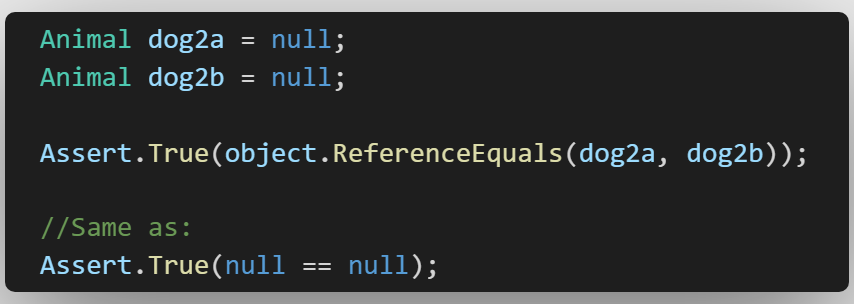 Animal dog2a = null;
Animal dog2b = null;
Assert.True(object.ReferenceEquals(dog2a, dog2b));
//Same as:
Assert.True(null == null);